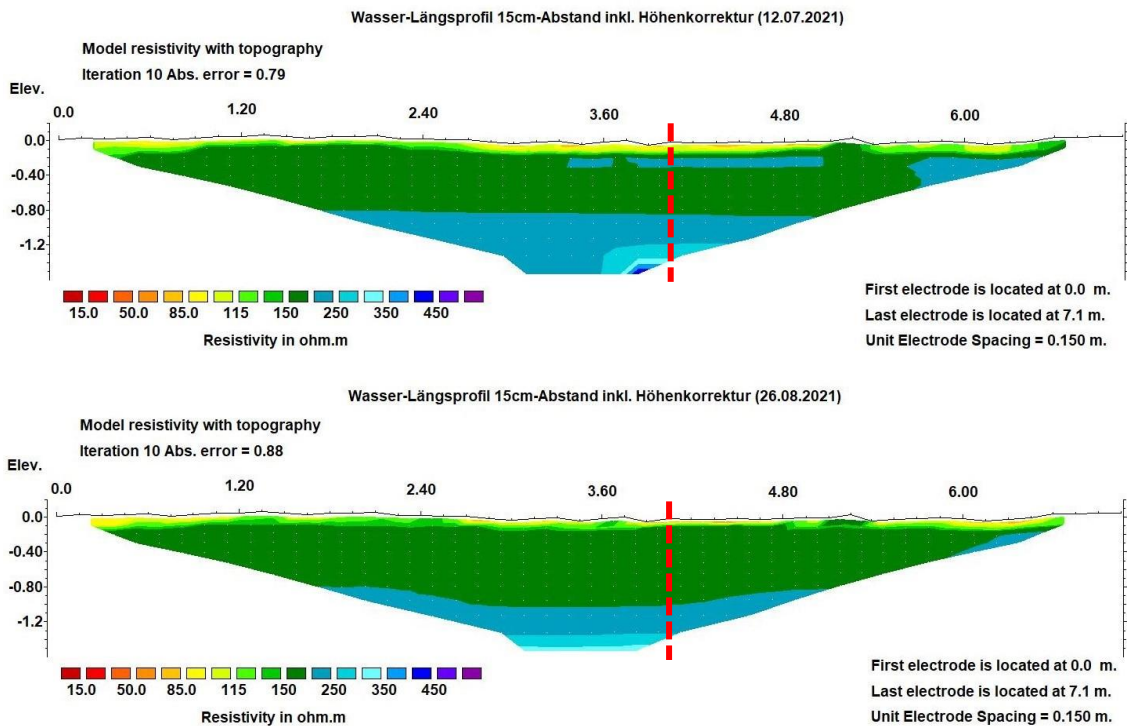 Wasser-Längsprofil 15cm-Abstand inkl. Höhenkorrektur (12.07.2021)
Model resistivity with topography
Iteration 10 Abs. error = 0.79
Elev.
0.0 1.20 2.40 3.60 4.80 6.00
0.0
-0.40
-0.80
-1.2
15.0 50.0 85.0 115 150 250 350 450
Resistivity in ohm.m
First electrode is located at 0.0 m.
Last electrode is located at 7.1 m.
Unit Electrode Spacing = 0.150 m.
Wasser-Längsprofil 15cm-Abstand inkl. Höhenkorrektur (26.08.2021)
Model resistivity with topography
Iteration 10 Abs. error = 0.88
Elev.
0.0 1.20 2.40 3.60 4.80 6.00
0.0
-0.40
-0.80
-1.2
15.0 50.0 85.0 115 150 250 350 450
Resistivity in ohm.m
First electrode is located at 0.0 m.
Last electrode is located at 7.1 m.
Unit Electrode Spacing = 0.150 m.